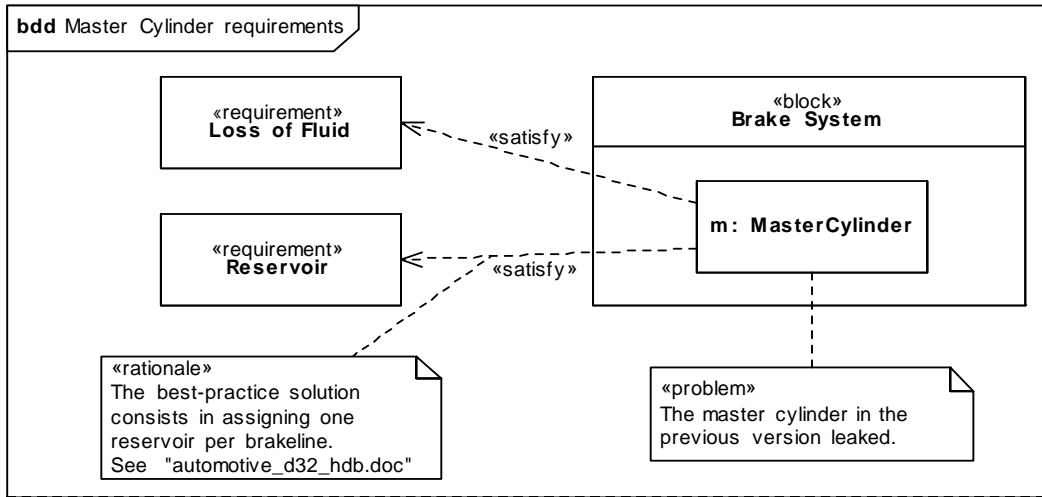 bdd Master Cylinder requirements
«requirement»
Loss of Fluid
«satisfy»
«block»
Brake System
m: MasterCylinder
«requirement»
Reservoir
«satisfy»
«rationale»
The best-practice solution
consists in assigning one
reservoir per brakeline.
See "automotive_d32_hdb.doc"
«problem»
The master cylinder in the
previous version leaked.